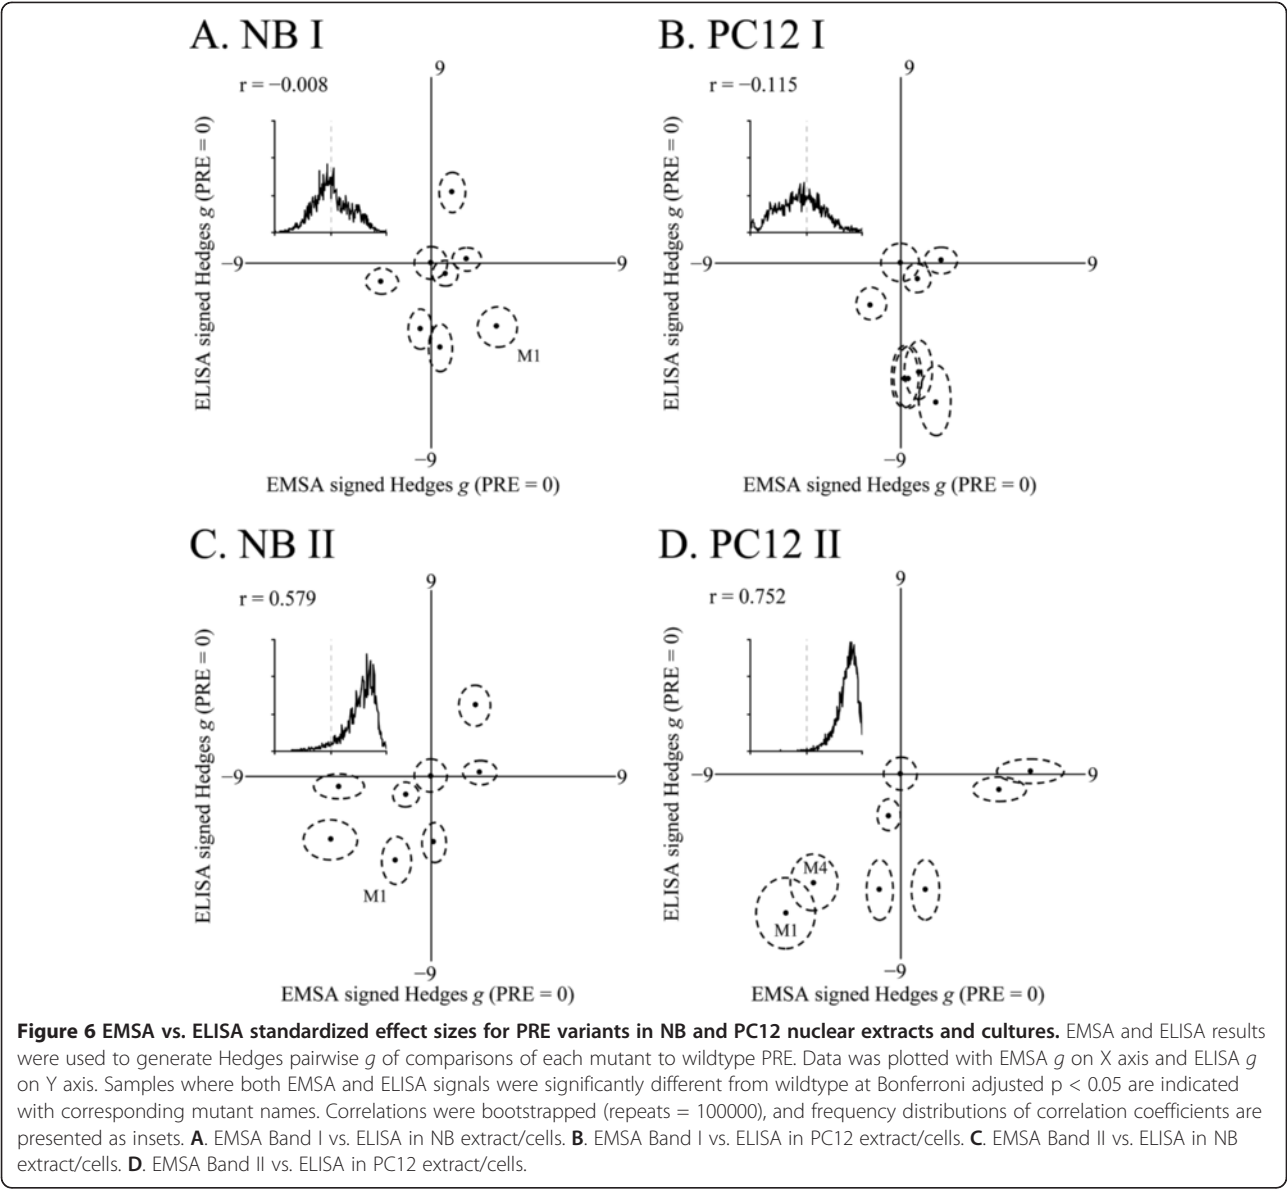 A. NB I
r = −0.008
9
−9
9
−9
M1
ELISA signed Hedges g (PRE = 0)
EMSA signed Hedges g (PRE = 0)
B. PC12 I
r = −0.115
9
−9
9
−9
ELISA signed Hedges g (PRE = 0)
EMSA signed Hedges g (PRE = 0)
C. NB II
r = 0.579
9
−9
9
−9
M1
ELISA signed Hedges g (PRE = 0)
EMSA signed Hedges g (PRE = 0)
D. PC12 II
r = 0.752
9
−9
9
−9
M4
M1
ELISA signed Hedges g (PRE = 0)
EMSA signed Hedges g (PRE = 0)
Figure 6 EMSA vs. ELISA standardized effect sizes for PRE variants in NB and PC12 nuclear extracts and cultures. EMSA and ELISA results
were used to generate Hedges pairwise g of comparisons of each mutant to wildtype PRE. Data was plotted with EMSA g on X axis and ELISA g
on Y axis. Samples where both EMSA and ELISA signals were significantly different from wildtype at Bonferroni adjusted p < 0.05 are indicated
with corresponding mutant names. Correlations were bootstrapped (repeats = 100000), and frequency distributions of correlation coefficients are
presented as insets. A. EMSA Band I vs. ELISA in NB extract/cells. B. EMSA Band I vs. ELISA in PC12 extract/cells. C. EMSA Band II vs. ELISA in NB
extract/cells. D. EMSA Band II vs. ELISA in PC12 extract/cells.